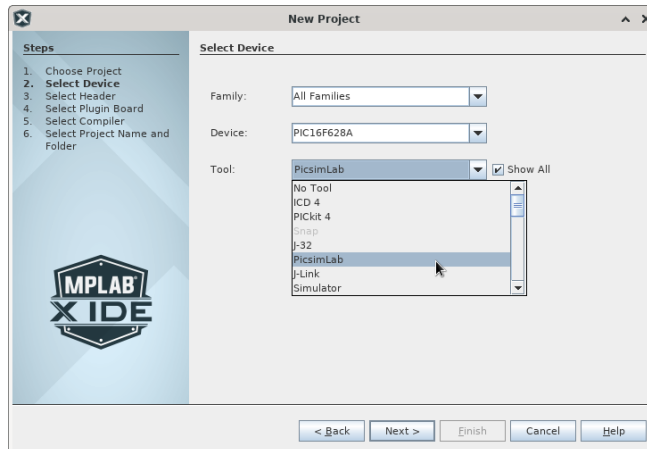 New Project
Steps
1. Choose Project
2. Select Device
3. Select Header
4. Select Plugin Board
5. Select Compiler
6. Select Project Name and
Folder
MPLAB
X IDE
Select Device
Family: All Families
Device: PIC16F628A
Tool: PicsimLab Show All
No Tool
ICD 4
PICkit 4
Snap
J-32
PicsimLab
J-Link
Simulator
< Back Next > Finish Cancel Help